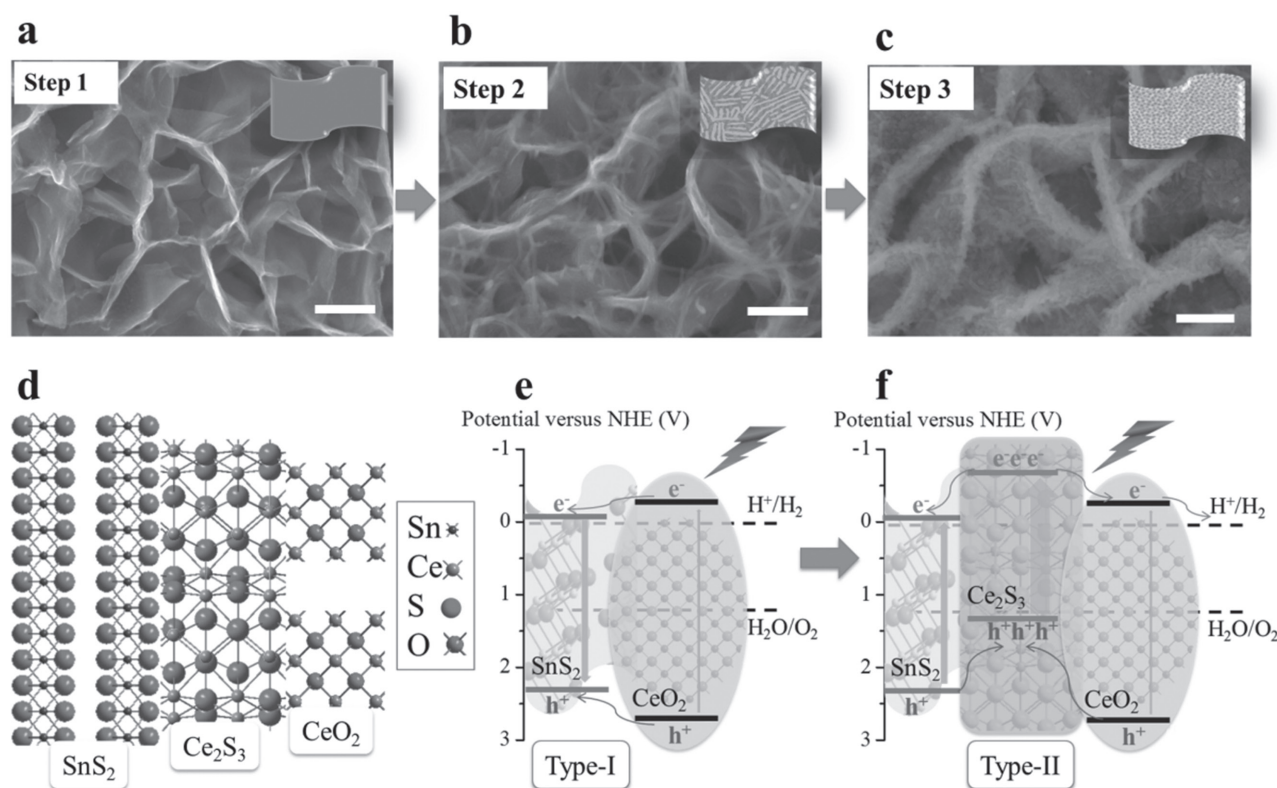 a
b
c
Step 1
Step 2
Step 3
d
e
f
Sn
Ce
S
O
SnS₂
Ce₂S₃
CeO₂
Potential versus NHE (V)
-1
0
1
2
3
e⁻
e⁻
H⁺/H₂
H₂O/O₂
SnS₂
h⁺
CeO₂
h⁺
Type-I
Potential versus NHE (V)
-1
0
1
2
3
e⁻e⁻e⁻
e⁻
e⁻
H⁺/H₂
Ce₂S₃
h⁺h⁺h⁺
H₂O/O₂
SnS₂
h⁺
CeO₂
h⁺
Type-II